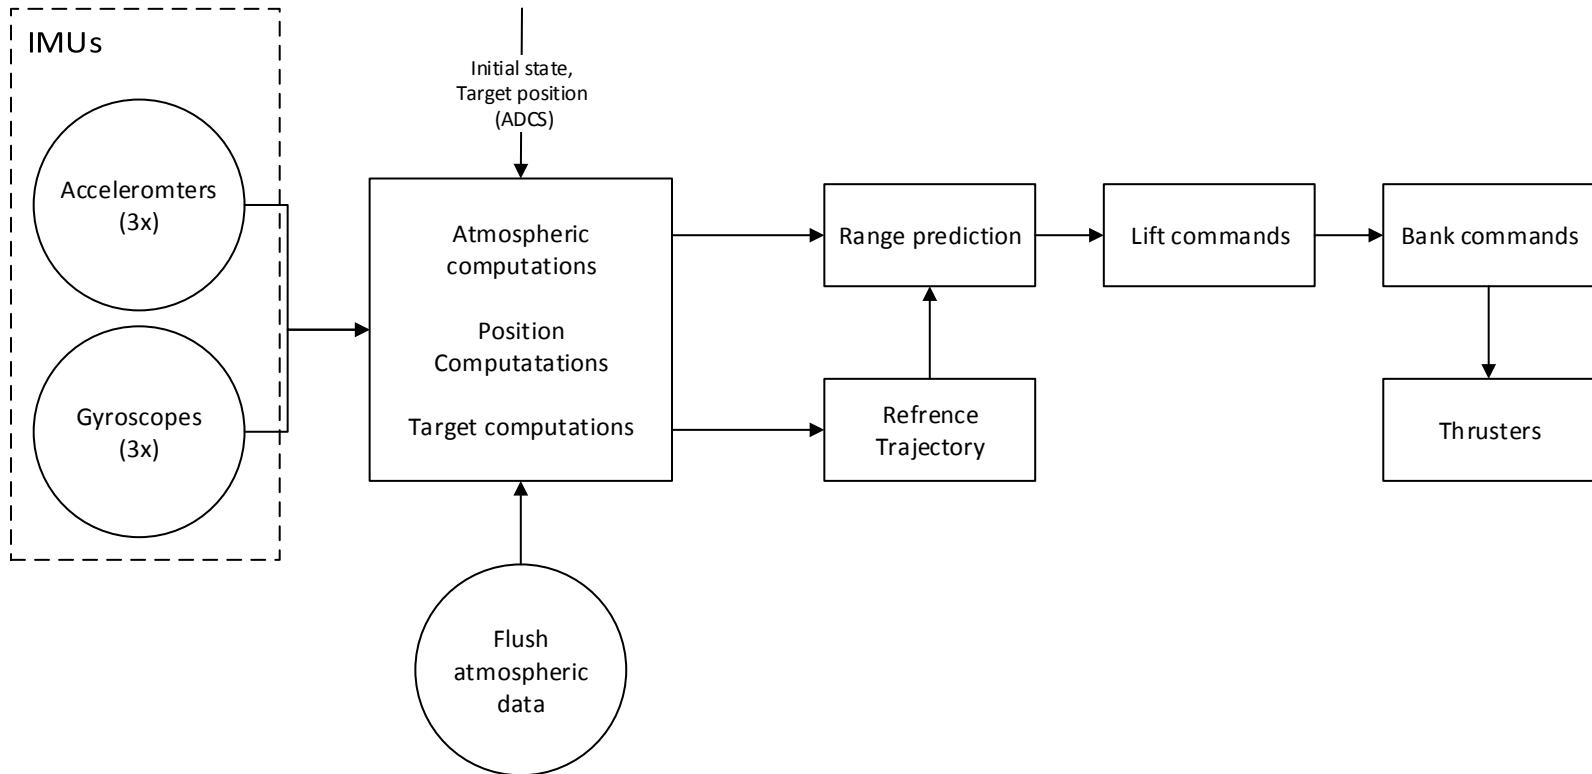 IMUs
Initial state,
Target position
(ADCS)
Acceleromters
(3x)
Gyroscopes
(3x)
Atmospheric
computations
Position
Computatations
Target computations
Flush
atmospheric
data
Range prediction
Refrence
Trajectory
Lift commands
Bank commands
Thrusters